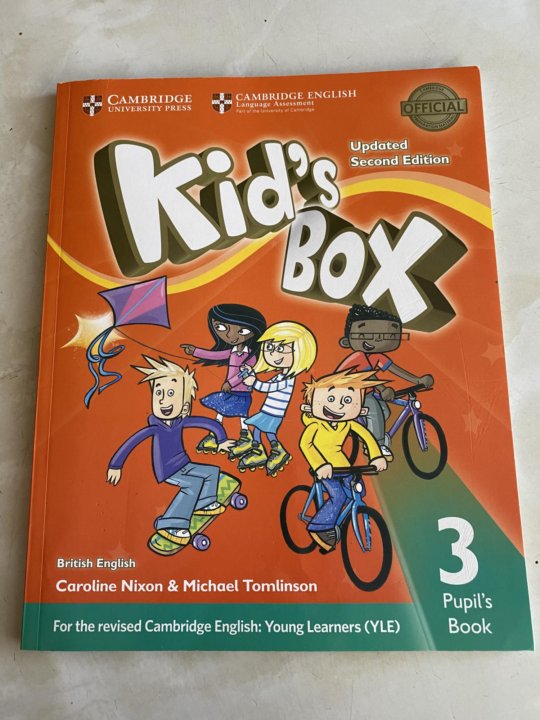 CAMBRIDGE
UNIVERSITY PRESS
CAMBRIDGE ENGLISH
Language Assessment
Part of the University of Cambridge
OFFICIAL
Updated
Second Edition
Kid's
Box
British English
Caroline Nixon & Michael Tomlinson
3
Pupil's
Book
For the revised Cambridge English: Young Learners (YLE)